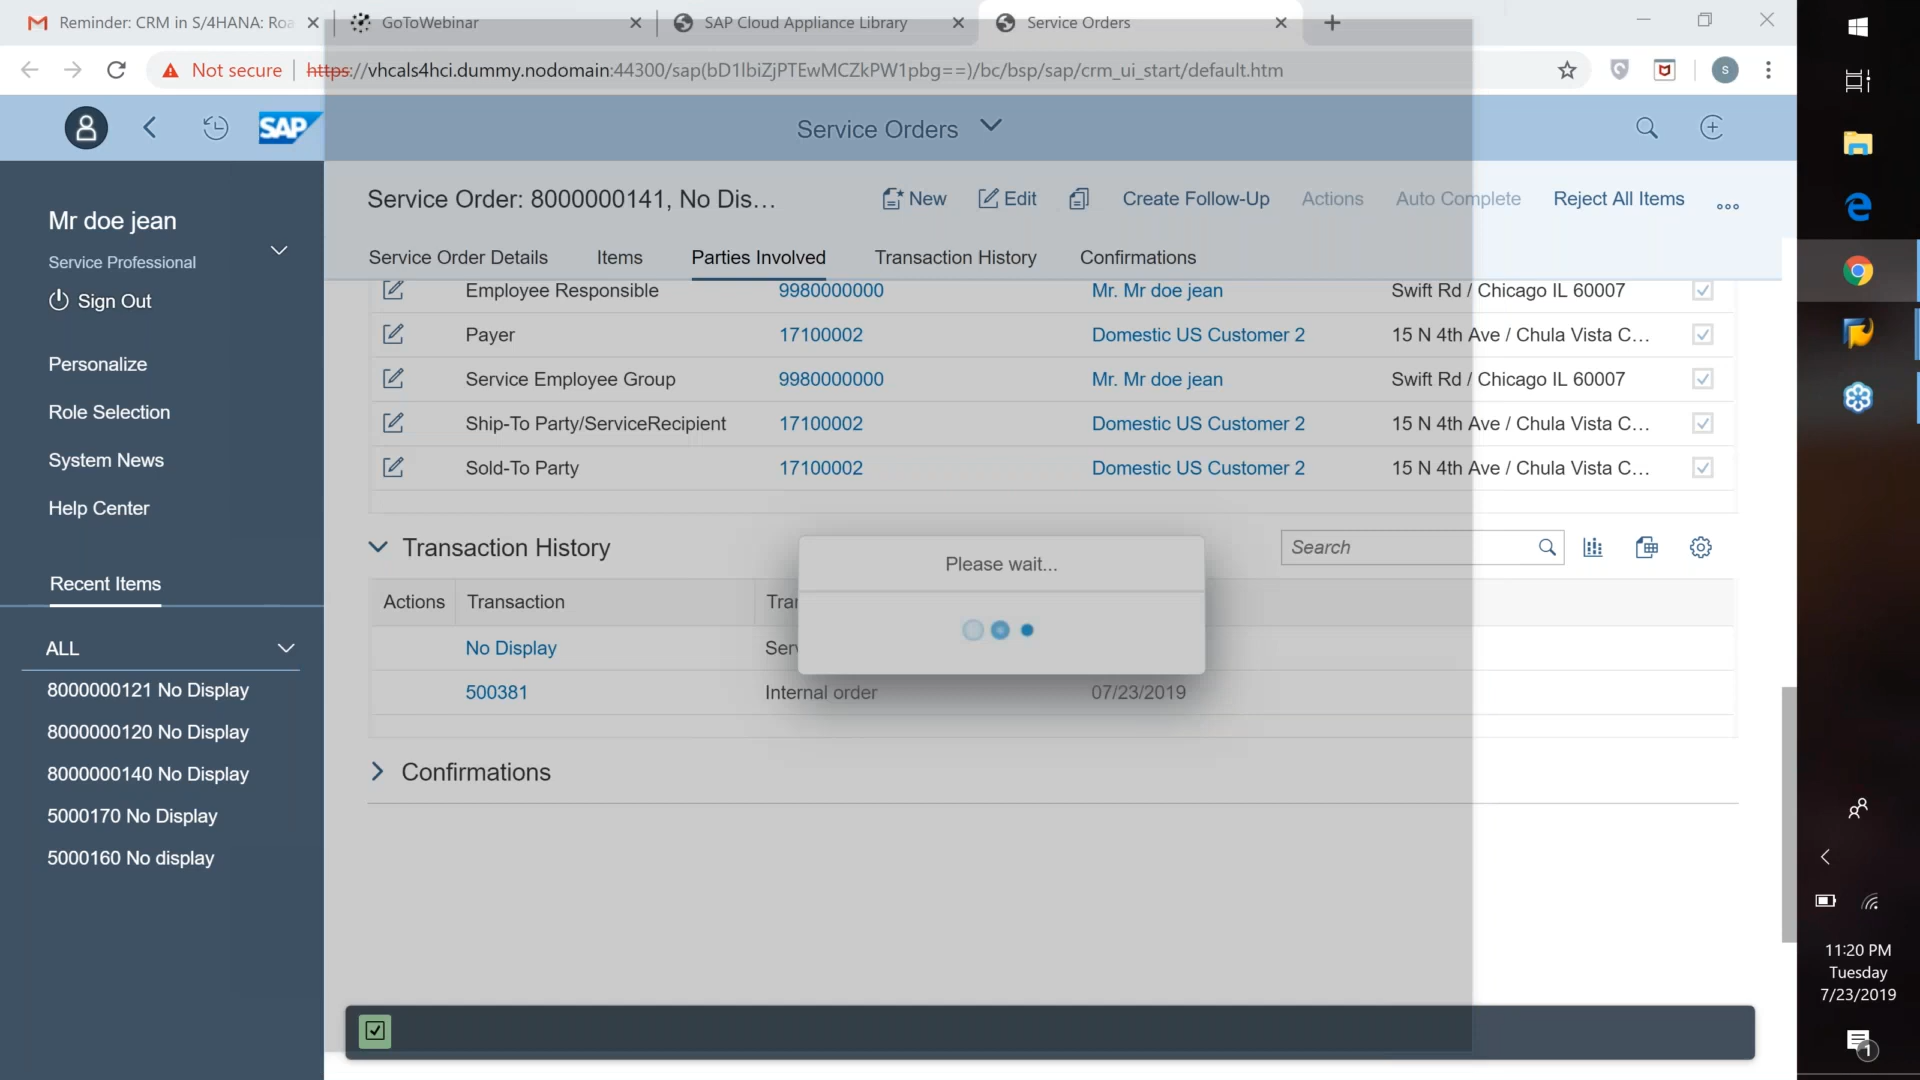 Reminder: CRM in S/4HANA: Roa
GoToWebinar
SAP Cloud Appliance Library
Service Orders
Not secure
https://vhcals4hci.dummy.nodomain:44300/sap(bD1lbiZjPTEwMCZkPW1pbg==)/bc/bsp/sap/crm_ui_start/default.htm
S
SAP
Service Orders
Mr doe jean
Service Professional
Sign Out
Personalize
Role Selection
System News
Help Center
Recent Items
ALL
8000000121 No Display
8000000120 No Display
8000000140 No Display
5000170 No Display
5000160 No display
Service Order: 8000000141, No Dis...
New
Edit
Create Follow-Up
Actions
Auto Complete
Reject All Items
Service Order Details
Items
Parties Involved
Transaction History
Confirmations
Employee Responsible 9980000000 Mr. Mr doe jean Swift Rd / Chicago IL 60007
Payer 17100002 Domestic US Customer 2 15 N 4th Ave / Chula Vista C...
Service Employee Group 9980000000 Mr. Mr doe jean Swift Rd / Chicago IL 60007
Ship-To Party/ServiceRecipient 17100002 Domestic US Customer 2 15 N 4th Ave / Chula Vista C...
Sold-To Party 17100002 Domestic US Customer 2 15 N 4th Ave / Chula Vista C...
Transaction History
Search
Please wait...
Actions Transaction Tra
No Display Ser
500381 Internal order 07/23/2019
Confirmations
11:20 PM
Tuesday
7/23/2019
1